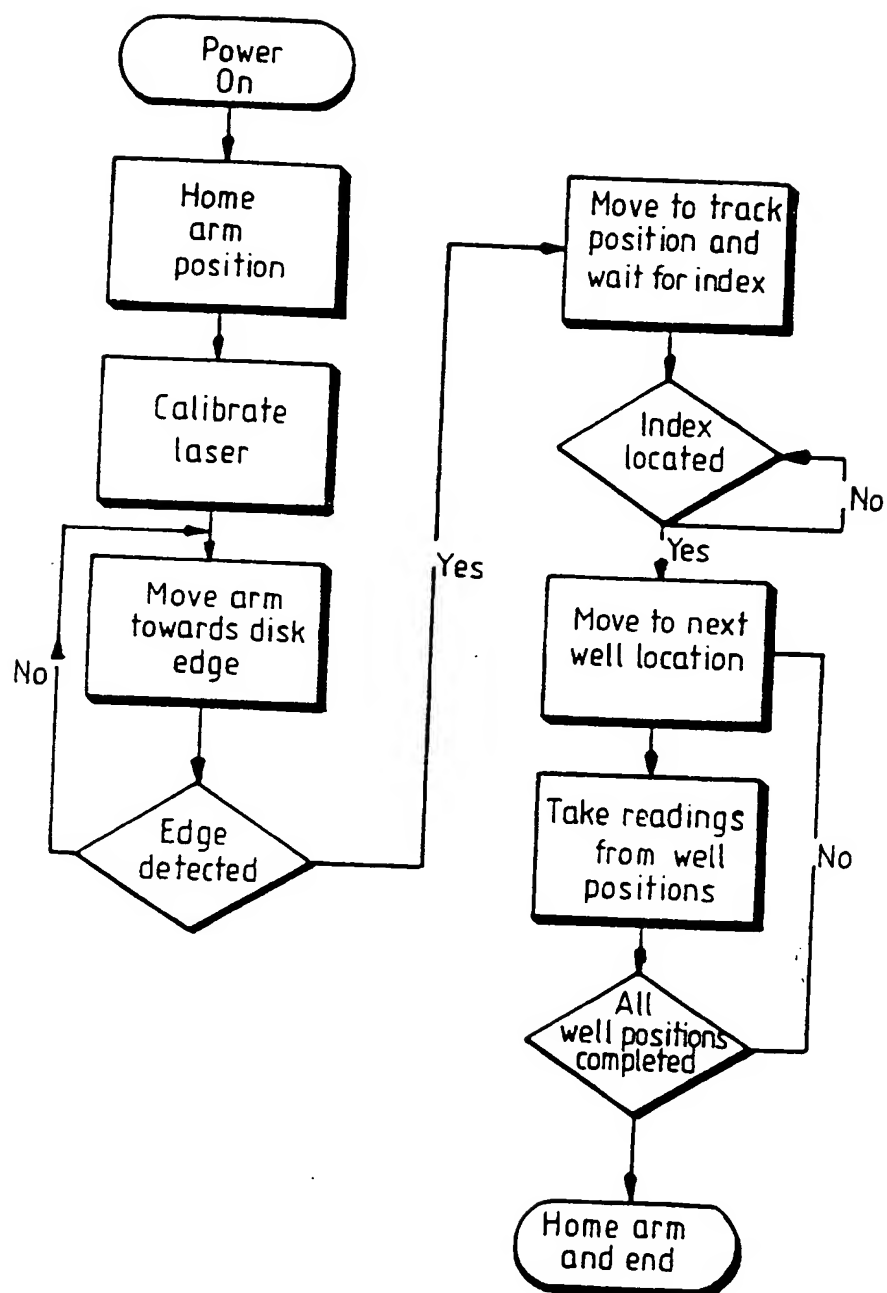 Power
On
Home
arm
position
Calibrate
laser
Move arm
towards disk
edge
No
Edge
detected
Yes
Move to track
position and
wait for index
Index
located
No
Yes
Move to next
well location
Take readings
from well
positions
No
All
well positions
completed
Home arm
and end